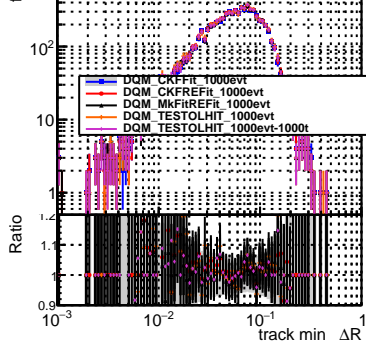 10²
DQM_CKFFit_1000evt
DQM_CKFREFit_1000evt
DQM_MkFitREFit_1000evt
DQM_TESTOLHIT_1000evt
DQM_TESTOLHIT_1000evt-1000t
10
1
1.2
1.1
1
0.9
Ratio
10⁻³ 10⁻² 10⁻¹ 1
track min ΔR